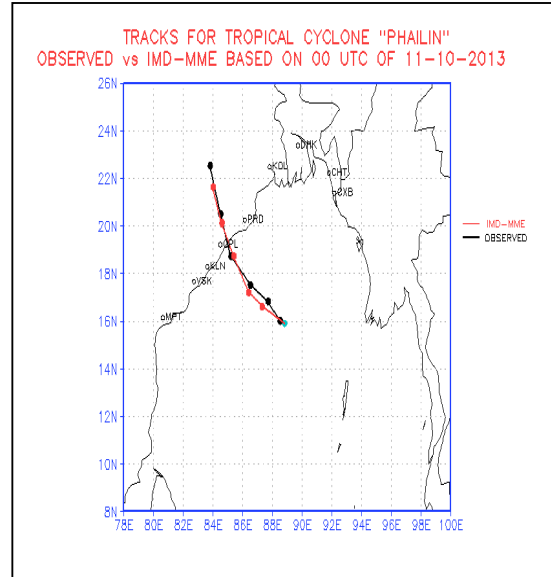 TRACKS FOR TROPICAL CYCLONE "PHAILIN"
OBSERVED vs IMD-MME BASED ON 00 UTC OF 11-10-2013
26N
24N
DHK
KOL
CHT
22N
CXB
PRD
20N
IMD-MME
OBSERVED
GPL
KLN
18N
VSK
MPT
16N
14N
12N
10N
8N
78E 80E 82E 84E 86E 88E 90E 92E 94E 96E 98E 100E